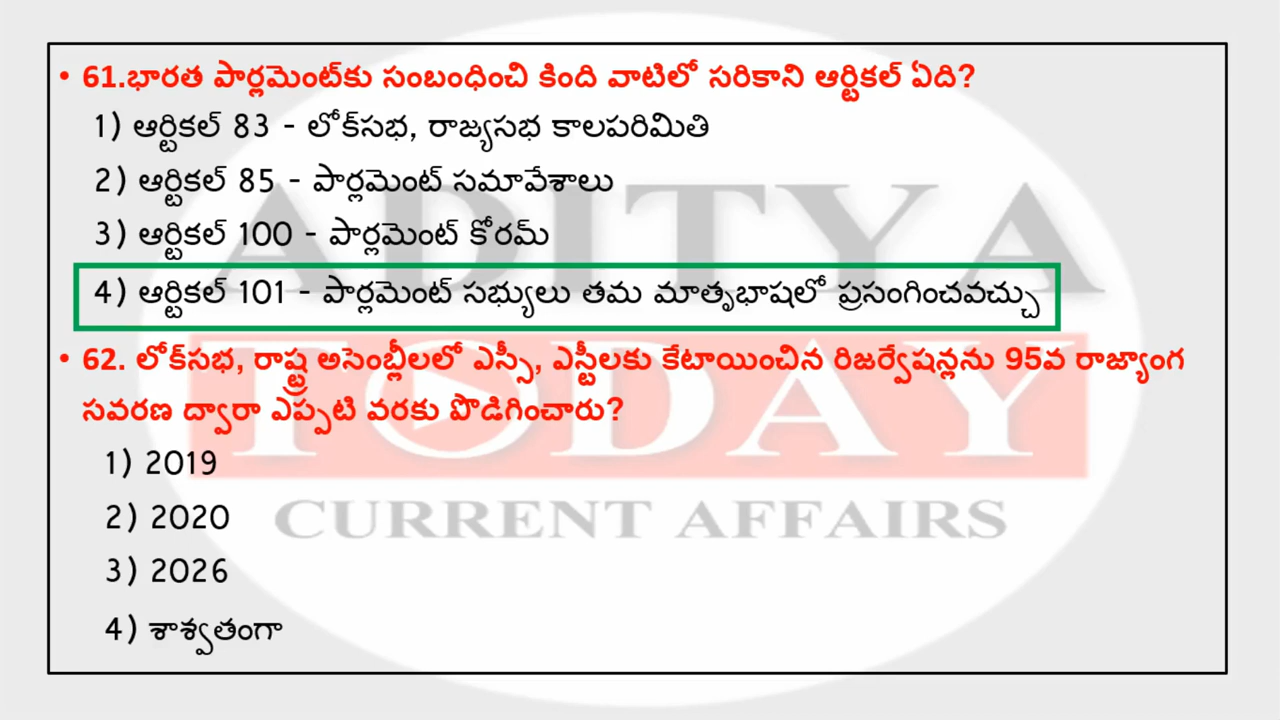 • 61.భారత పార్లమెంట్‌కు సంబంధించి కింది వాటిలో సరికాని ఆర్టికల్ ఏది?
1) ఆర్టికల్ 83 - లోక్‌సభ, రాజ్యసభ కాలపరిమితి
2) ఆర్టికల్ 85 - పార్లమెంట్ సమావేశాలు
3) ఆర్టికల్ 100 - పార్లమెంట్ కోరమ్
4) ఆర్టికల్ 101 - పార్లమెంట్ సభ్యులు తమ మాతృభాషలో ప్రసంగించవచ్చు
• 62. లోక్‌సభ, రాష్ట్ర అసెంబ్లీలలో ఎస్సీ, ఎస్టీలకు కేటాయించిన రిజర్వేషన్లను 95వ రాజ్యాంగ
సవరణ ద్వారా ఎప్పటి వరకు పొడిగించారు?
1) 2019
2) 2020
3) 2026
4) శాశ్వతంగా
ADITYA
TODAY
CURRENT AFFAIRS